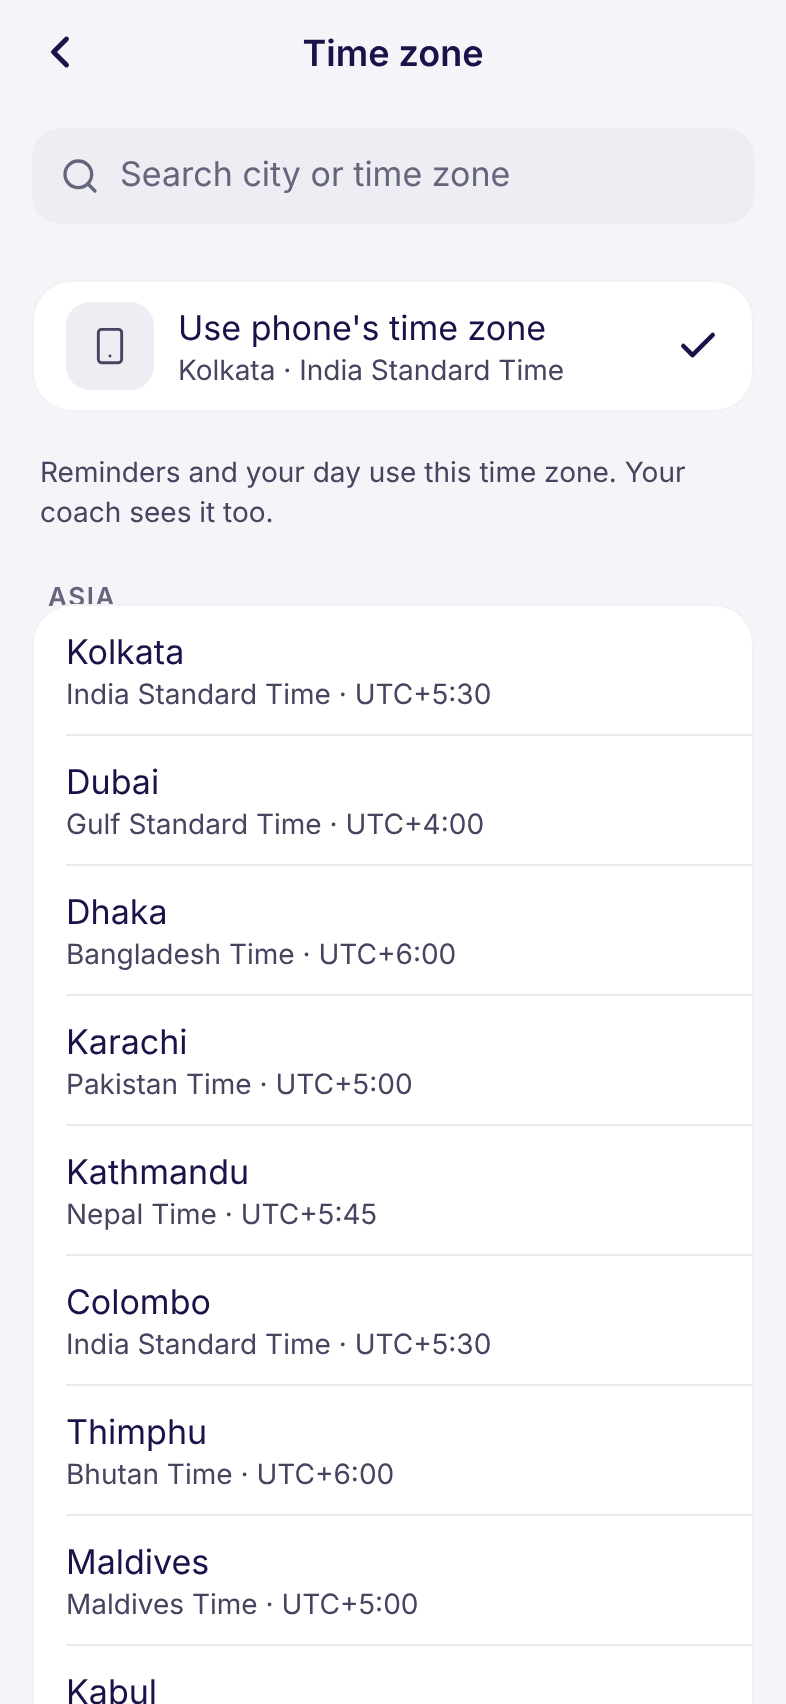 Time zone
Search city or time zone
Use phone's time zone
Kolkata · India Standard Time
Reminders and your day use this time zone. Your
coach sees it too.
ASIA
Kolkata
India Standard Time · UTC+5:30
Dubai
Gulf Standard Time · UTC+4:00
Dhaka
Bangladesh Time · UTC+6:00
Karachi
Pakistan Time · UTC+5:00
Kathmandu
Nepal Time · UTC+5:45
Colombo
India Standard Time · UTC+5:30
Thimphu
Bhutan Time · UTC+6:00
Maldives
Maldives Time · UTC+5:00
Kabul